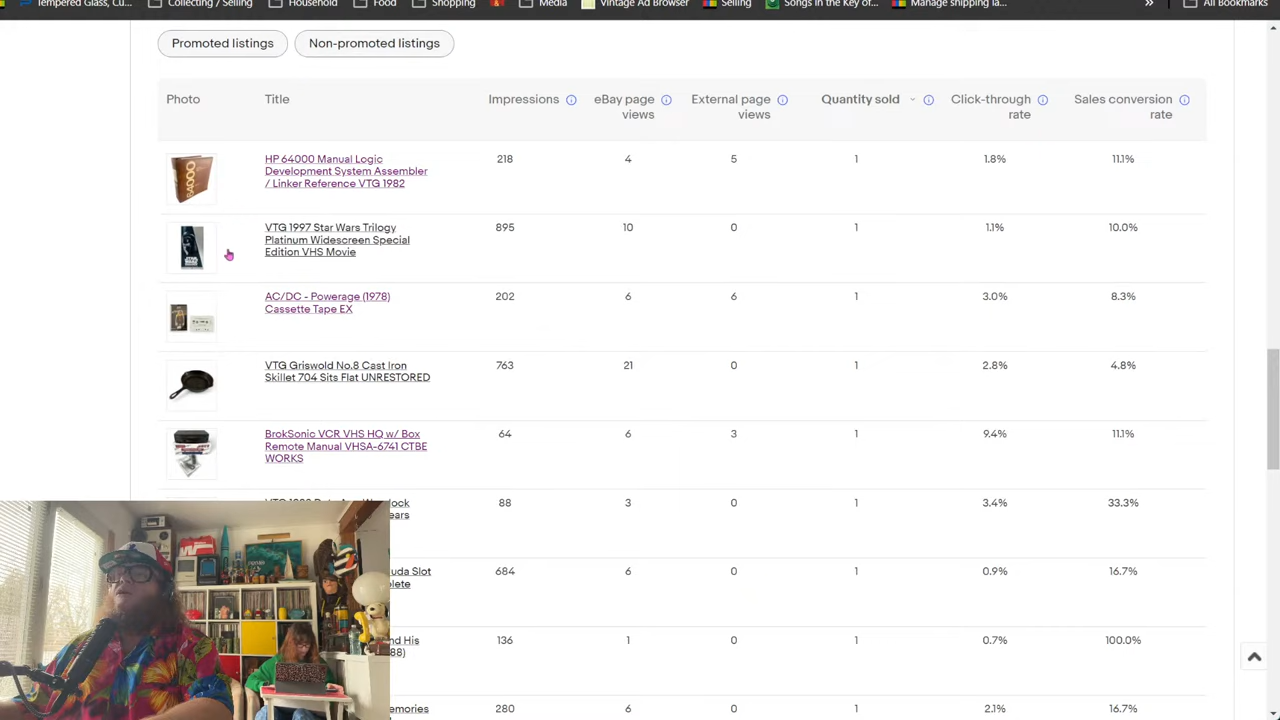 Tempered Glass, Cu...
Collecting / Selling
Household
Food
Shopping
Media
Vintage Ad Browser
Selling
Songs in the Key of...
Manage shipping la...
»
All Bookmarks
Promoted listings
Non-promoted listings
Photo
Title
Impressions
eBay page
views
External page
views
Quantity sold
Click-through
rate
Sales conversion
rate
HP 64000 Manual Logic
Development System Assembler
/ Linker Reference VTG 1982
218
4
5
1
1.8%
11.1%
VTG 1997 Star Wars Trilogy
Platinum Widescreen Special
Edition VHS Movie
895
10
0
1
1.1%
10.0%
AC/DC - Powerage (1978)
Cassette Tape EX
202
6
6
1
3.0%
8.3%
VTG Griswold No.8 Cast Iron
Skillet 704 Sits Flat UNRESTORED
763
21
0
1
2.8%
4.8%
BrokSonic VCR VHS HQ w/ Box
Remote Manual VHSA-6741 CTBE
WORKS
64
6
3
1
9.4%
11.1%
88
3
0
1
3.4%
33.3%
uda Slot
plete
684
6
0
1
0.9%
16.7%
nd His
88)
136
1
0
1
0.7%
100.0%
emories
280
6
0
1
2.1%
16.7%
64000